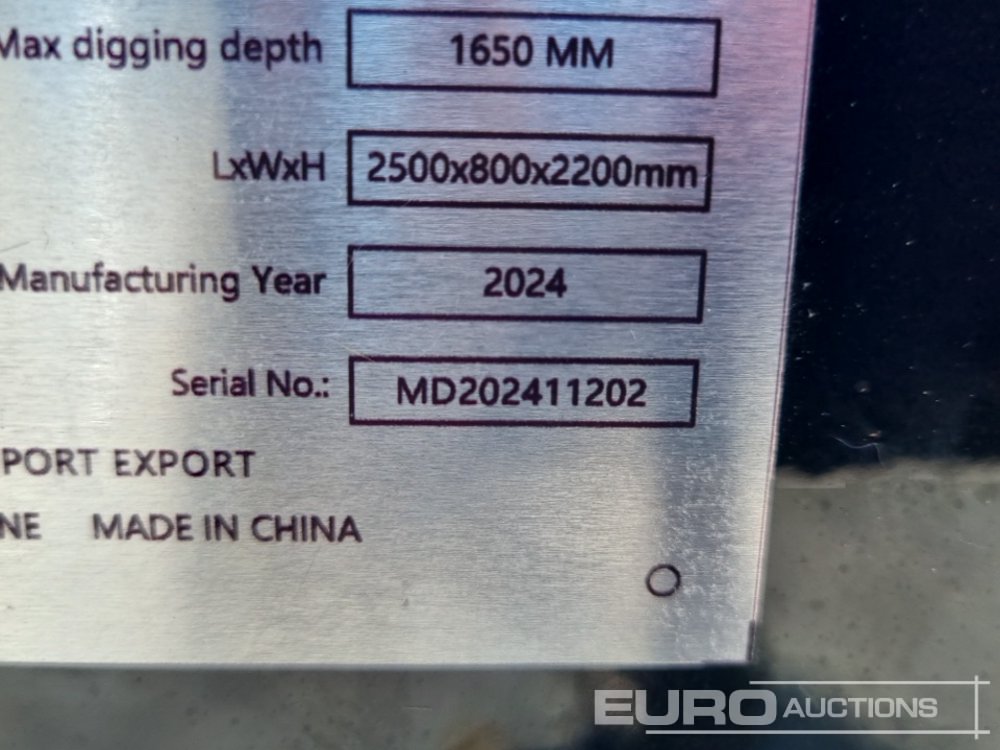 Max digging depth 1650 MM
LxWxH 2500x800x2200mm
Manufacturing Year 2024
Serial No.: MD202411202
PORT EXPORT
NE MADE IN CHINA
EURO AUCTIONS